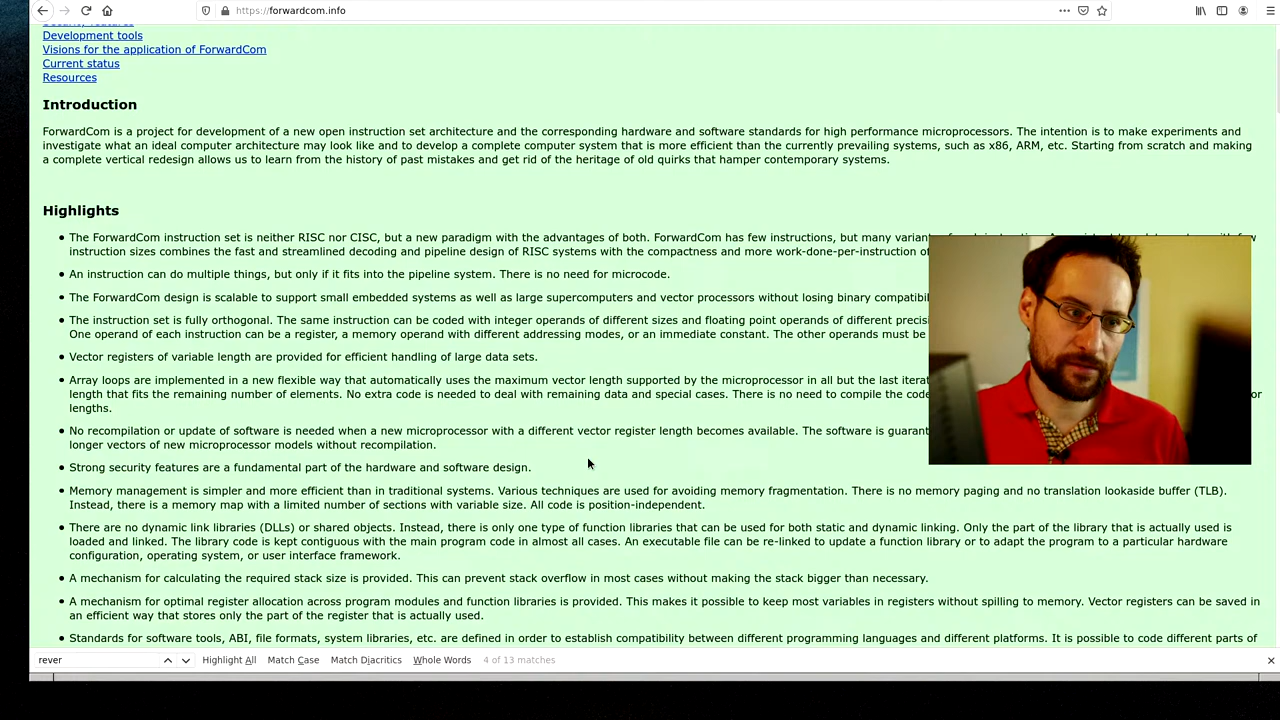 https://forwardcom.info
Development tools
Visions for the application of ForwardCom
Current status
Resources
Introduction
ForwardCom is a project for development of a new open instruction set architecture and the corresponding hardware and software standards for high performance microprocessors. The intention is to make experiments and
investigate what an ideal computer architecture may look like and to develop a complete computer system that is more efficient than the currently prevailing systems, such as x86, ARM, etc. Starting from scratch and making
a complete vertical redesign allows us to learn from the history of past mistakes and get rid of the heritage of old quirks that hamper contemporary systems.
Highlights
The ForwardCom instruction set is neither RISC nor CISC, but a new paradigm with the advantages of both. ForwardCom has few instructions, but many
instruction sizes combines the fast and streamlined decoding and pipeline design of RISC systems with the compactness and more work-done-per-instruction of
An instruction can do multiple things, but only if it fits into the pipeline system. There is no need for microcode.
The ForwardCom design is scalable to support small embedded systems as well as large supercomputers and vector processors without losing binary
The instruction set is fully orthogonal. The same instruction can be coded with integer operands of different sizes and floating point operands of different
One operand of each instruction can be a register, a memory operand with different addressing modes, or an immediate constant. The other operands must be
Vector registers of variable length are provided for efficient handling of large data sets.
Array loops are implemented in a new flexible way that automatically uses the maximum vector length supported by the microprocessor in all but the last
length that fits the remaining number of elements. No extra code is needed to deal with remaining data and special cases. There is no need to compile the code
lengths.
No recompilation or update of software is needed when a new microprocessor with a different vector register length becomes available. The software is
longer vectors of new microprocessor models without recompilation.
Strong security features are a fundamental part of the hardware and software design.
Memory management is simpler and more efficient than in traditional systems. Various techniques are used for avoiding memory fragmentation. There is no memory paging and no translation lookaside buffer (TLB).
Instead, there is a memory map with a limited number of sections with variable size. All code is position-independent.
There are no dynamic link libraries (DLLs) or shared objects. Instead, there is only one type of function libraries that can be used for both static and dynamic linking. Only the part of the library that is actually used is
loaded and linked. The library code is kept contiguous with the main program code in almost all cases. An executable file can be re-linked to update a function library or to adapt the program to a particular hardware
configuration, operating system, or user interface framework.
A mechanism for calculating the required stack size is provided. This can prevent stack overflow in most cases without making the stack bigger than necessary.
A mechanism for optimal register allocation across program modules and function libraries is provided. This makes it possible to keep most variables in registers without spilling to memory. Vector registers can be saved in
an efficient way that stores only the part of the register that is actually used.
Standards for software tools, ABI, file formats, system libraries, etc. are defined in order to establish compatibility between different programming languages and different platforms. It is possible to code different parts of
rever Highlight All Match Case Match Diacritics Whole Words 4 of 13 matches